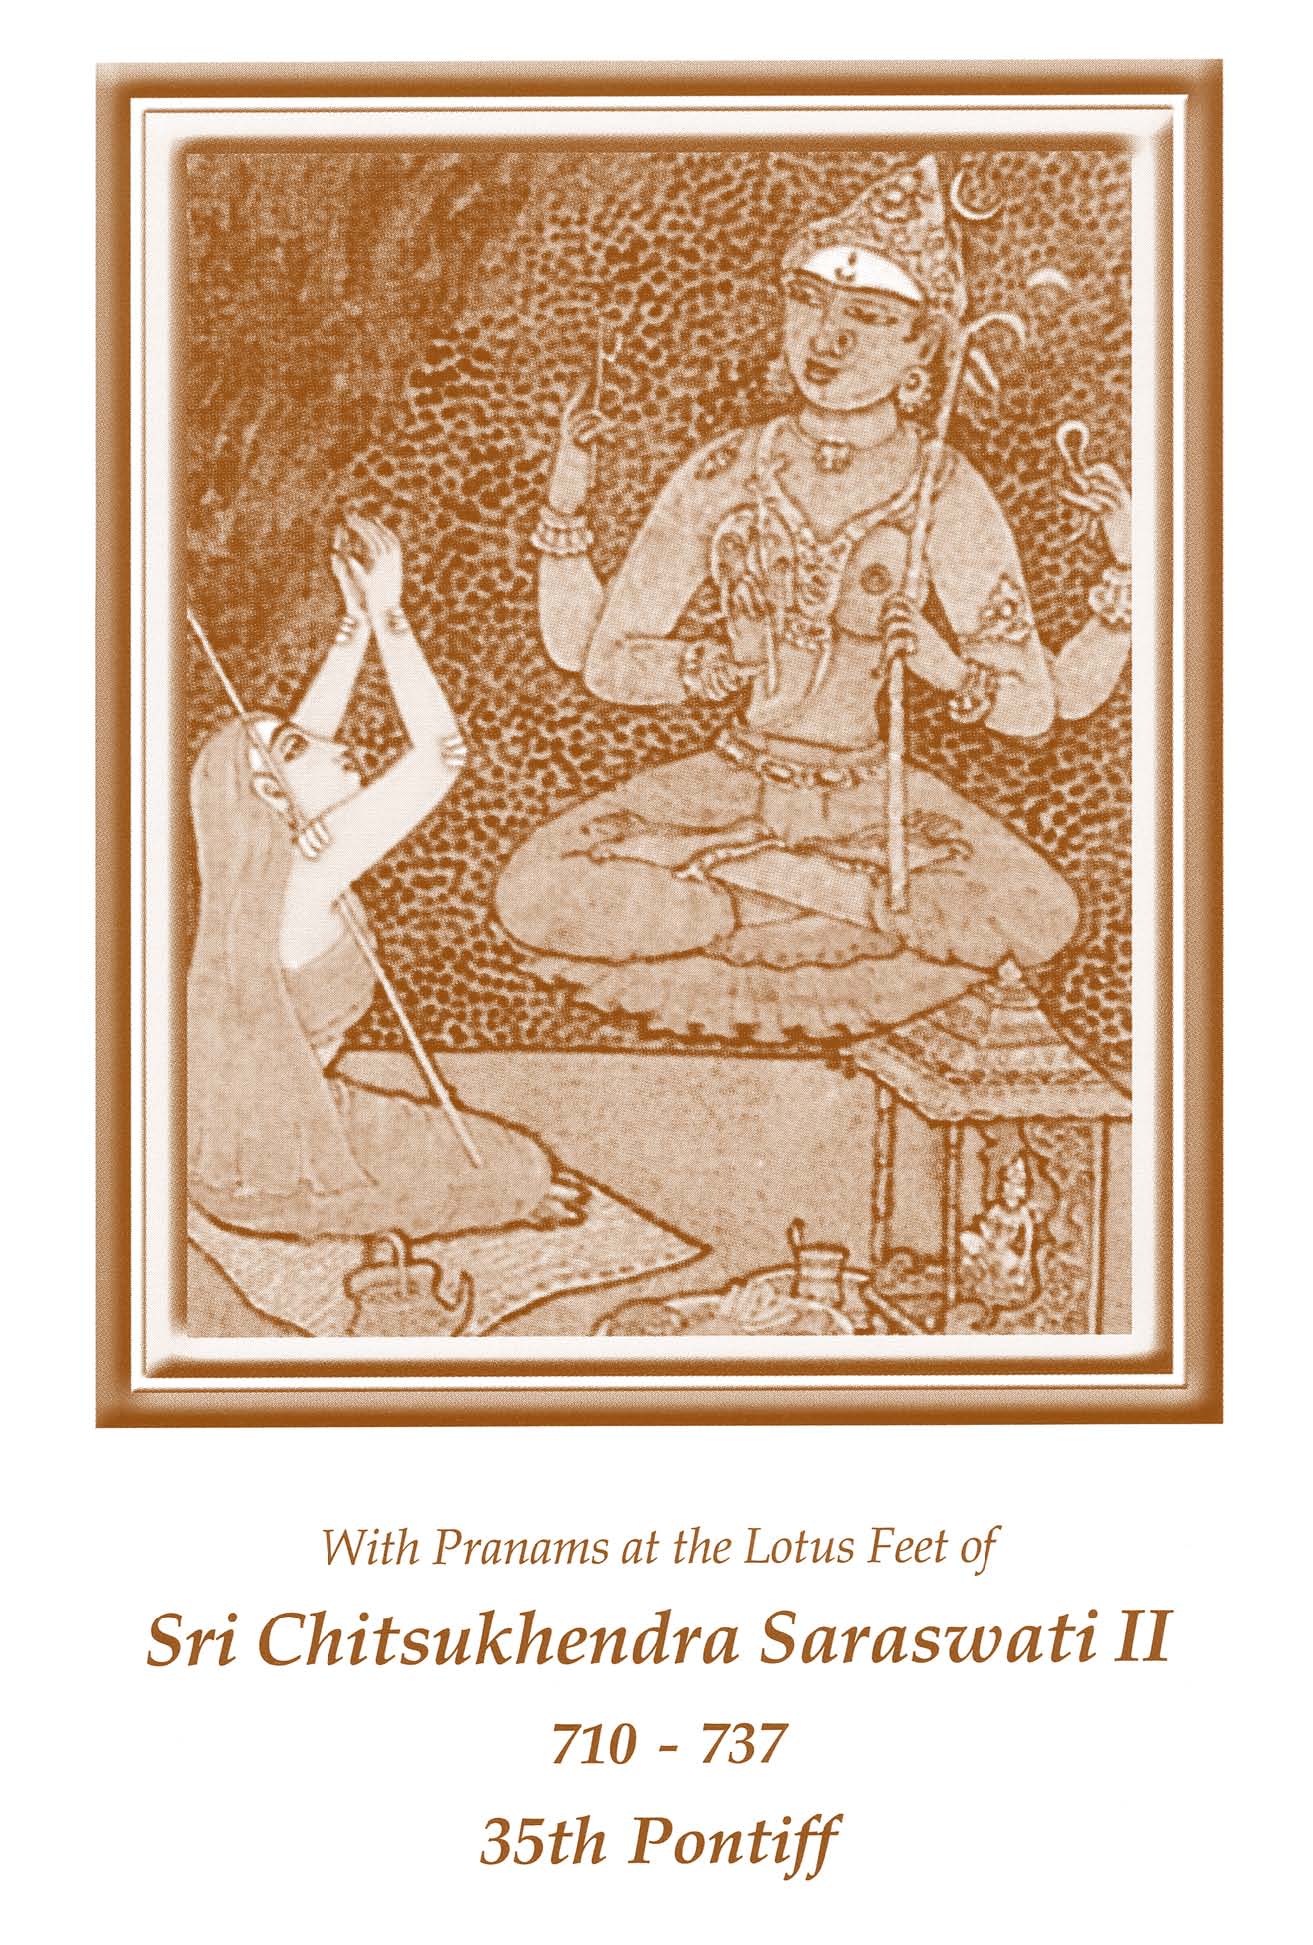 With Pranams at the Lotus Feet of
Sri Chitsukhendra Saraswati II
710 - 737
35th Pontiff